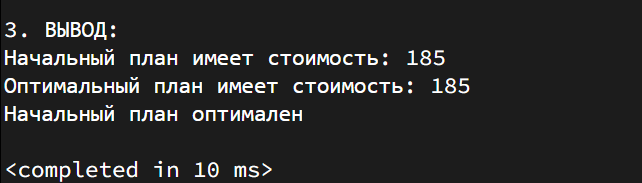 3. ВЫВОД:
Начальный план имеет стоимость: 185
Оптимальный план имеет стоимость: 185
Начальный план оптимален
<completed in 10 ms>